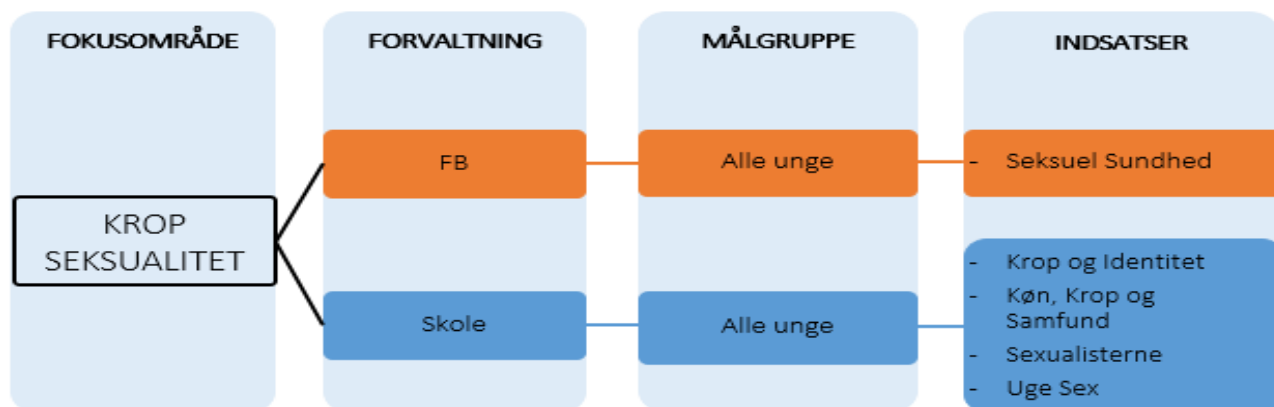 FOKUSOMRÅDE
FORVALTNING
MÅLGRUPPE
INDSATSER
KROP
SEKSUALITET
FB
Alle unge
- Seksuel Sundhed
Skole
Alle unge
- Krop og Identitet
- Køn, Krop og
Samfund
- Sexualisterne
- Uge Sex